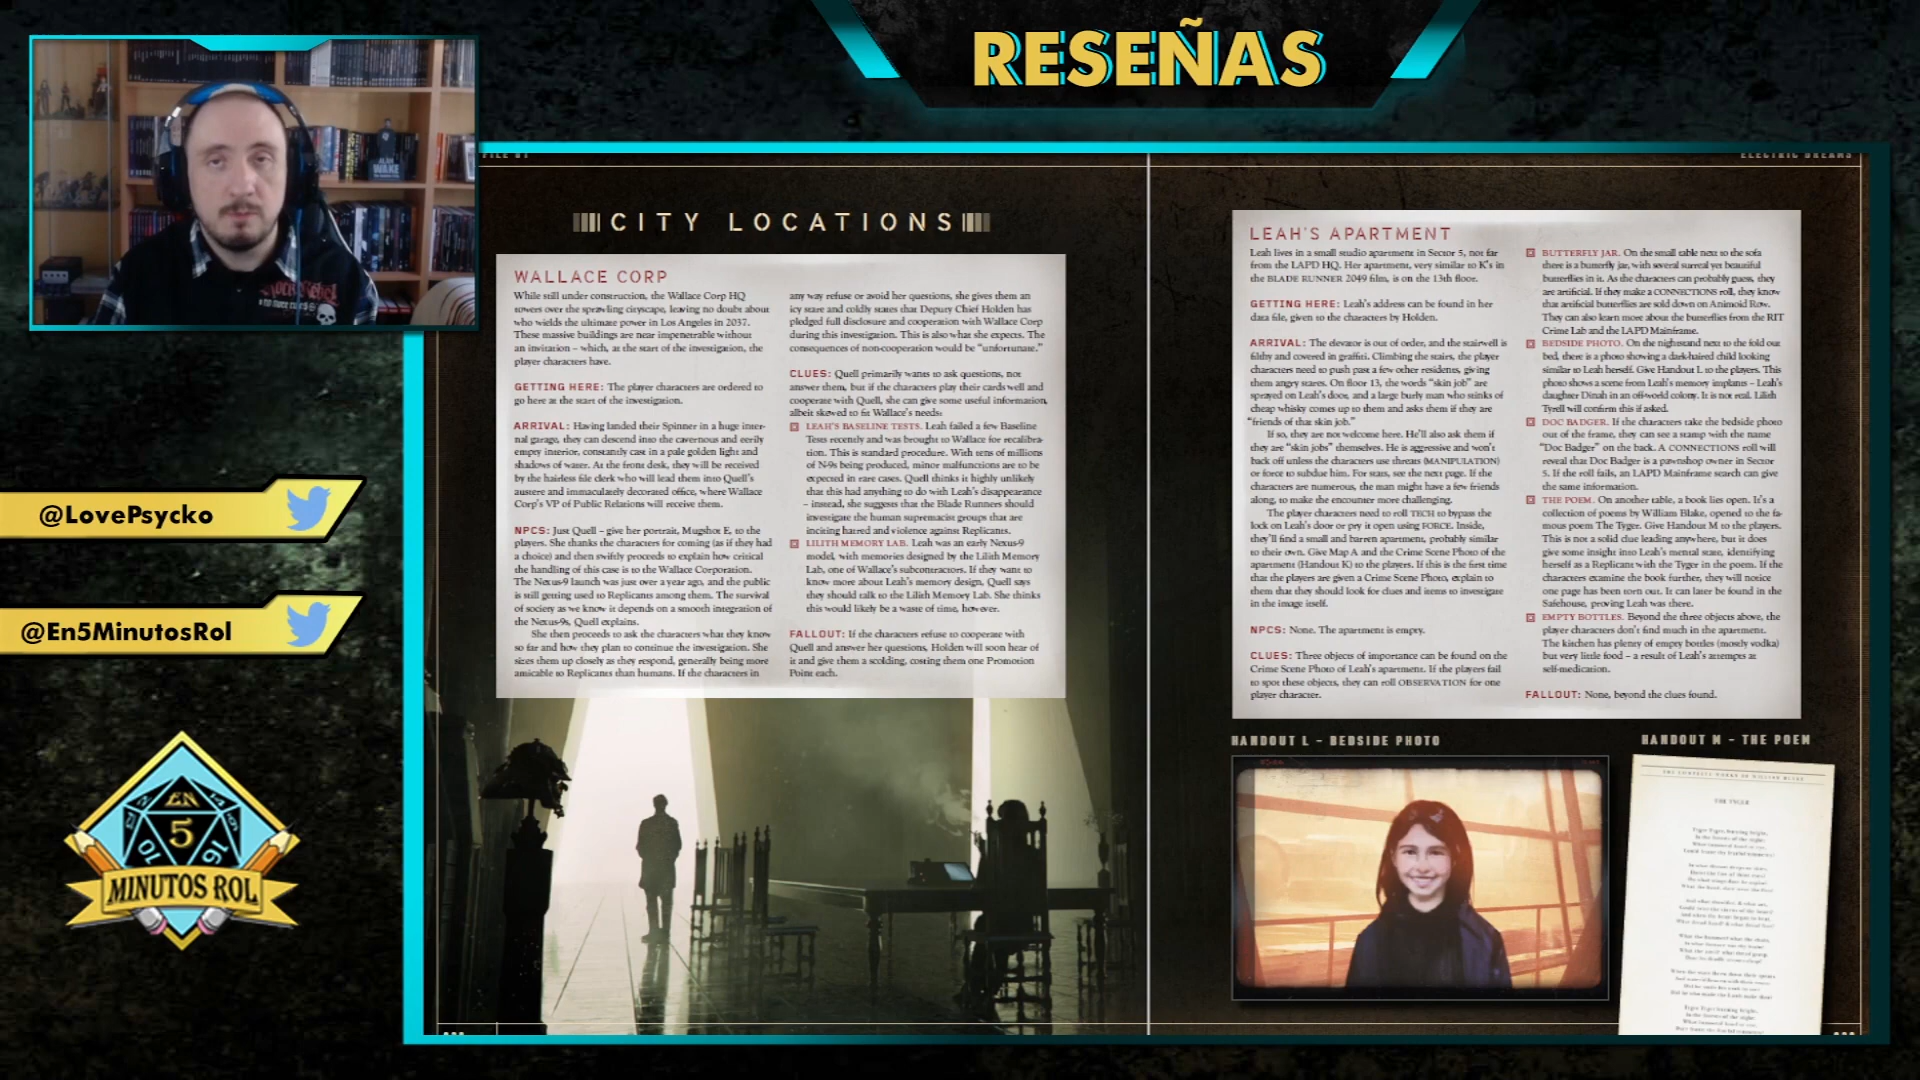 RESEÑAS
@LovePsycko
@En5MinutosRol
EN
5
MINUTOS ROL
ALAN
WAKE
ELECTRIC DREAMS
CITY LOCATIONS
WALLACE CORP
While still under construction, the Wallace Corp HQ
towers over the sprawling cityscape, leaving no doubt about
who wields the ultimate power in Los Angeles in 2037.
These massive buildings are near impenetrable without
an invitation – which, at the start of the investigation, the
player characters have.
GETTING HERE: The player characters are ordered to
go here at the start of the investigation.
ARRIVAL: Having landed their Spinner in a huge inter-
nal garage, they can descend into the cavernous and eerily
empty interior, constantly cast in a pale golden light and
shadows of water. At the front desk, they will be received
by the hairless file clerk who will lead them into Quell's
austere and immaculately decorated office, where Wallace
Corp's VP of Public Relations will receive them.
NPCS: Just Quell – give her portrait, Mugshot E, to the
players. She thanks the characters for coming (as if they had
a choice) and then swiftly proceeds to explain how critical
the handling of this case is to the Wallace Corporation.
The Nexus-9 launch was just over a year ago, and the public
is still getting used to Replicants among them. The survival
of society as we know it depends on a smooth integration of
the Nexus-9s, Quell explains.
She then proceeds to ask the characters what they know
so far and how they plan to continue the investigation. She
sizes them up closely as they respond, generally being more
amicable to Replicants than humans. If the characters in
any way refuse or avoid her questions, she gives them an
icy stare and coldly states that Deputy Chief Holden has
pledged full disclosure and cooperation with Wallace Corp
during this investigation. This is also what she expects. The
consequences of non-cooperation would be "unfortunate."
CLUES: Quell primarily wants to ask questions, not
answer them, but if the characters play their cards well and
cooperate with Quell, she can give some useful information,
albeit skewed to fit Wallace's needs:
LEAH'S BASELINE TESTS. Leah failed a few Baseline
Tests recently and was brought to Wallace for recalibra-
tion. This is standard procedure. With tens of millions
of N-9s being produced, minor malfunctions are to be
expected in rare cases. Quell thinks it highly unlikely
that this had anything to do with Leah's disappearance
– instead, she suggests that the Blade Runners should
investigate the human supremacist groups that are
inciting hatred and violence against Replicants.
LILITH MEMORY LAB. Leah was an early Nexus-9
model, with memories designed by the Lilith Memory
Lab, one of Wallace's subcontractors. If they want to
know more about Leah's memory design, Quell says
they should talk to the Lilith Memory Lab. She thinks
this would likely be a waste of time, however.
FALLOUT: If the characters refuse to cooperate with
Quell and answer her questions, Holden will soon hear of
it and give them a scolding, costing them one Promotion
Point each.
LEAH'S APARTMENT
Leah lives in a small studio apartment in Sector 5, not far
from the LAPD HQ. Her apartment, very similar to K's in
the BLADE RUNNER 2049 film, is on the 13th floor.
GETTING HERE: Leah's address can be found in her
data file, given to the characters by Holden.
ARRIVAL: The elevator is out of order, and the stairwell is
filthy and covered in graffiti. Climbing the stairs, the player
characters need to push past a few other residents, giving
them angry stares. On floor 13, the words "skin job" are
sprayed on Leah's door, and a large burly man who stinks of
cheap whisky comes up to them and asks them if they are
"friends of that skin job."
If so, they are not welcome here. He'll also ask them if
they are "skin jobs" themselves. He is aggressive and won't
back off unless the characters use threats (MANIPULATION)
or force to subdue him. For stats, see the next page. If the
characters are numerous, the man might have a few friends
along, to make the encounter more challenging.
The player characters need to roll TECH to bypass the
lock on Leah's door or pry it open using FORCE. Inside,
they'll find a small and barren apartment, probably similar
to their own. Give Map A and the Crime Scene Photo of the
apartment (Handout K) to the players. If this is the first time
that the players are given a Crime Scene Photo, explain to
them that they should look for clues and items to investigate
in the image itself.
NPCS: None. The apartment is empty.
CLUES: Three objects of importance can be found on the
Crime Scene Photo of Leah's apartment. If the players fail
to spot these objects, they can roll OBSERVATION for one
player character.
BUTTERFLY JAR. On the small table next to the sofa
there is a butterfly jar, with several surreal yet beautiful
butterflies in it. As the characters can probably guess, they
are artificial. If they make a CONNECTIONS roll, they know
that artificial butterflies are sold down on Animoid Row.
They can also learn more about the butterflies from the RIT
Crime Lab and the LAPD Mainframe.
BEDSIDE PHOTO. On the nightstand next to the fold out
bed, there is a photo showing a dark-haired child looking
similar to Leah herself. Give Handout L to the players. This
photo shows a scene from Leah's memory implants – Leah's
daughter Dinah in an off-world colony. It is not real. Lilith
Tyrell will confirm this if asked.
DOC BADGER. If the characters take the bedside photo
out of the frame, they can see a stamp with the name
"Doc Badger" on the back. A CONNECTIONS roll will
reveal that Doc Badger is a pawnshop owner in Sector
5. If the roll fails, an LAPD Mainframe search can give
the same information.
THE POEM. On another table, a book lies open. It's a
collection of poems by William Blake, opened to the fa-
mous poem The Tyger. Give Handout M to the players.
This is not a solid clue leading anywhere, but it does
give some insight into Leah's mental state, identifying
herself as a Replicant with the Tyger in the poem. If the
characters examine the book further, they will notice
one page has been torn out. It can later be found in the
Safehouse, proving Leah was there.
EMPTY BOTTLES. Beyond the three objects above, the
player characters don't find much in the apartment.
The kitchen has plenty of empty bottles (mostly vodka)
but very little food – a result of Leah's attempts at
self-medication.
FALLOUT: None, beyond the clues found.
HANDOUT L – BEDSIDE PHOTO
HANDOUT M – THE POEM
THE COMPLETE WORKS OF WILLIAM BLAKE
THE TYGER